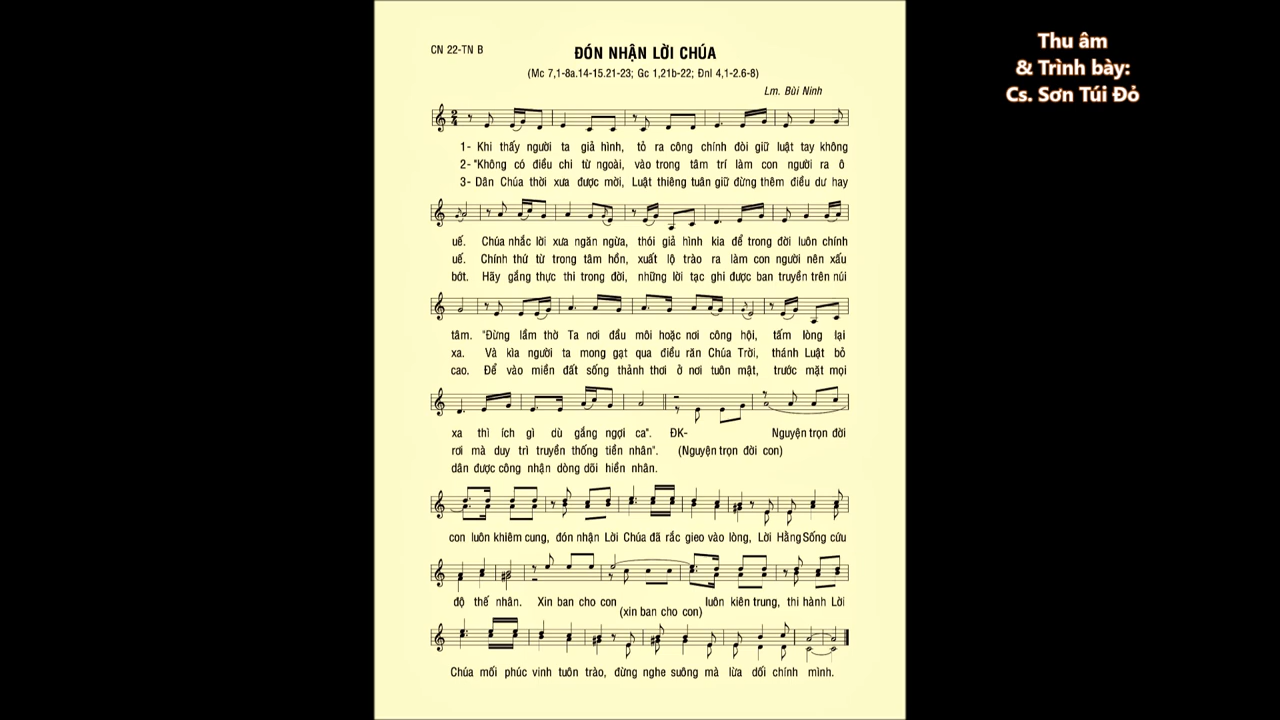 CN 22-TN B
ĐÓN NHẬN LỜI CHÚA
(Mc 7,1-8a.14-15.21-23; Gc 1,21b-22; Đnl 4,1-2.6-8)
Lm. Bùi Ninh
Thu âm
& Trình bày:
Cs. Sơn Túi Đỏ
2 4
1- Khi thấy người ta giả hình, tỏ ra công chính đòi giữ luật tay không
2- "Không có điều chi từ ngoài, vào trong tâm trí làm con người ra ô
3- Dân Chúa thời xưa được mời, Luật thiêng tuân giữ đừng thêm điều dư hay
uế. Chúa nhắc lời xưa ngăn ngừa, thói giả hình kia để trong đời luôn chính
uế. Chính thứ từ trong tâm hồn, xuất lộ trào ra làm con người nên xấu
bớt. Hãy gắng thực thi trong đời, những lời tạc ghi được ban truyền trên núi
tâm. "Đừng lầm thờ Ta nơi đầu môi hoặc nơi công hội, tấm lòng lại
xa. Và kìa người ta mong gạt qua điều răn Chúa Trời, thánh Luật bỏ
cao. Để vào miền đất sống thảnh thơi ở nơi tuôn mật, trước mặt mọi
xa thì ích gì dù gắng ngợi ca". ĐK- Nguyện trọn đời
rơi mà duy trì truyền thống tiền nhân". (Nguyện trọn đời con)
dân được công nhận dòng dõi hiền nhân.
con luôn khiêm cung, đón nhận Lời Chúa đã rắc gieo vào lòng, Lời Hằng Sống cứu
độ thế nhân. Xin ban cho con luôn kiên trung, thi hành Lời
(xin ban cho con)
Chúa mối phúc vinh tuôn trào, đừng nghe suông mà lừa dối chính mình.